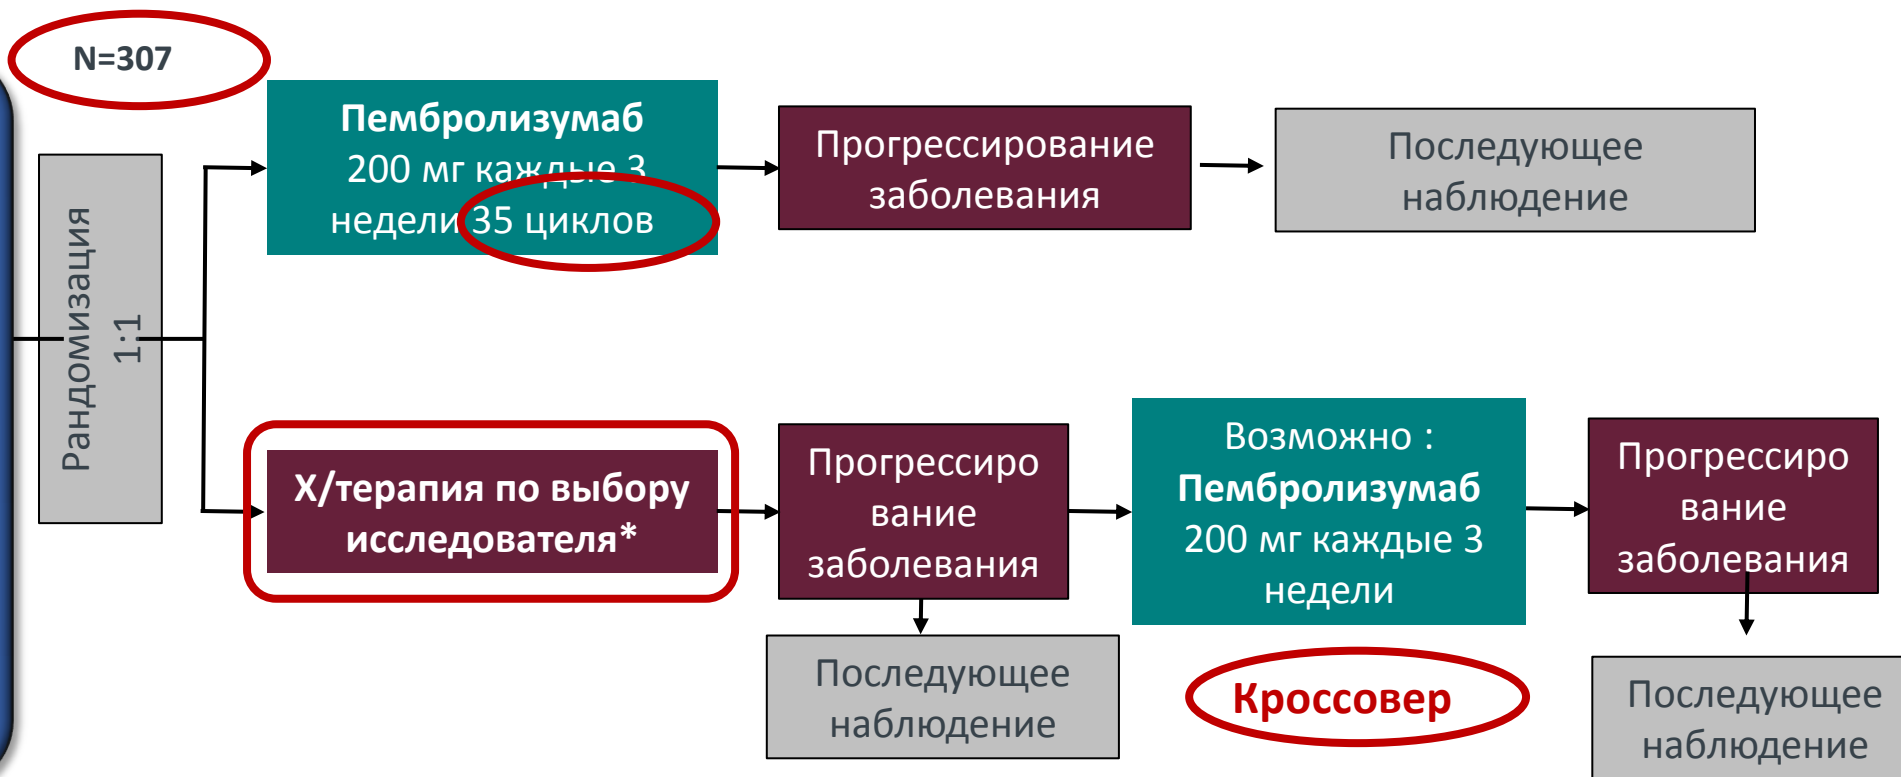 N=307
Рандомизация
1:1
Пембролизумаб
200 мг каждые 3
недели 35 циклов
Прогрессирование
заболевания
Последующее
наблюдение
Х/терапия по выбору
исследователя*
Прогрессиро
вание
заболевания
Последующее
наблюдение
Возможно :
Пембролизумаб
200 мг каждые 3
недели
Кроссовер
Прогрессиро
вание
заболевания
Последующее
наблюдение